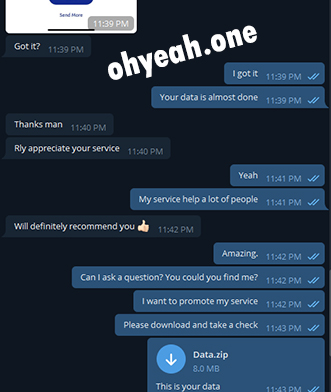 Send More
11:39 PM
Got it?
11:39 PM
ohyeah.one
I got it
11:39 PM
Your data is almost done
11:39 PM
Thanks man
11:40 PM
Rly appreciate your service
11:40 PM
Yeah
11:41 PM
My service help a lot of people
11:41 PM
Will definitely recommend you 👍🏻
11:42 PM
Amazing.
11:42 PM
Can I ask a question? You could you find me?
11:42 PM
I want to promote my service
11:42 PM
Please download and take a check
11:43 PM
Data.zip
8.0 MB
This is your data
11:43 PM